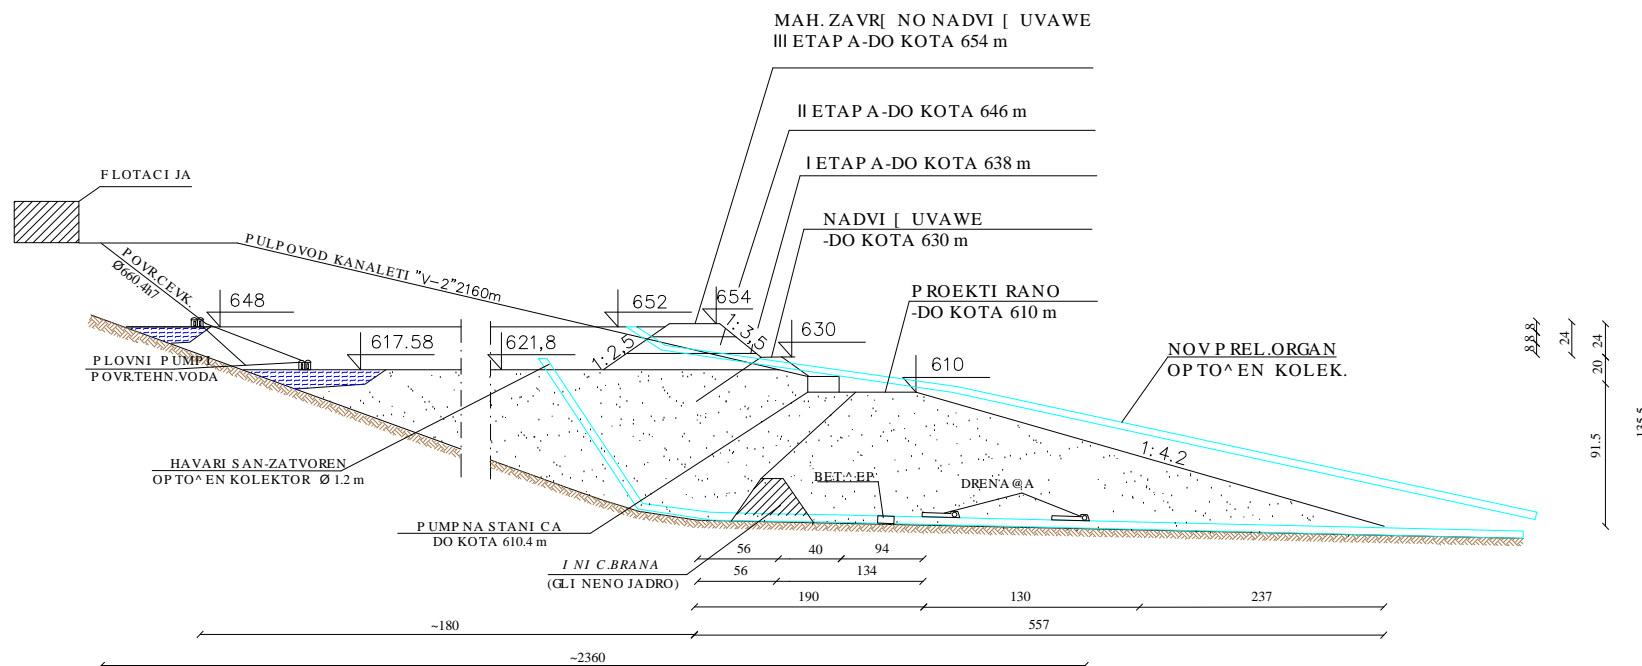 MAH. ZAVR[ NO NADVI [ UVAWE
III ETAP A-DO KOTA 654 m
II ETAP A-DO KOTA 646 m
I ETAP A-DO KOTA 638 m
NADVI [ UVAWE
-DO KOTA 630 m
P ROEKTI RANO
-DO KOTA 610 m
NOV P REL.ORGAN
OP TO^ EN KOLEK.
F LOTACI JA
POVR.CEVK.
Ø660.4h7
PULPOVOD KANALETI "V-2"2160m
648
652
654
630
617.58
621,8
610
1:2,5
1:3,5
1:4.2
P LOVNI P UMP I
P OVR.TEHN.VODA
HAVARI SAN-ZATVOREN
OP TO^ EN KOLEKTOR Ø 1.2 m
P UMP NA STANI CA
DO KOTA 610.4 m
I NI C.BRANA
(GLI NENO JADRO)
BET.^.EP
DRENA@A
56
40
94
56
134
190
130
237
~180
557
~2360
8
8
8
24
24
20
91.5
135.5